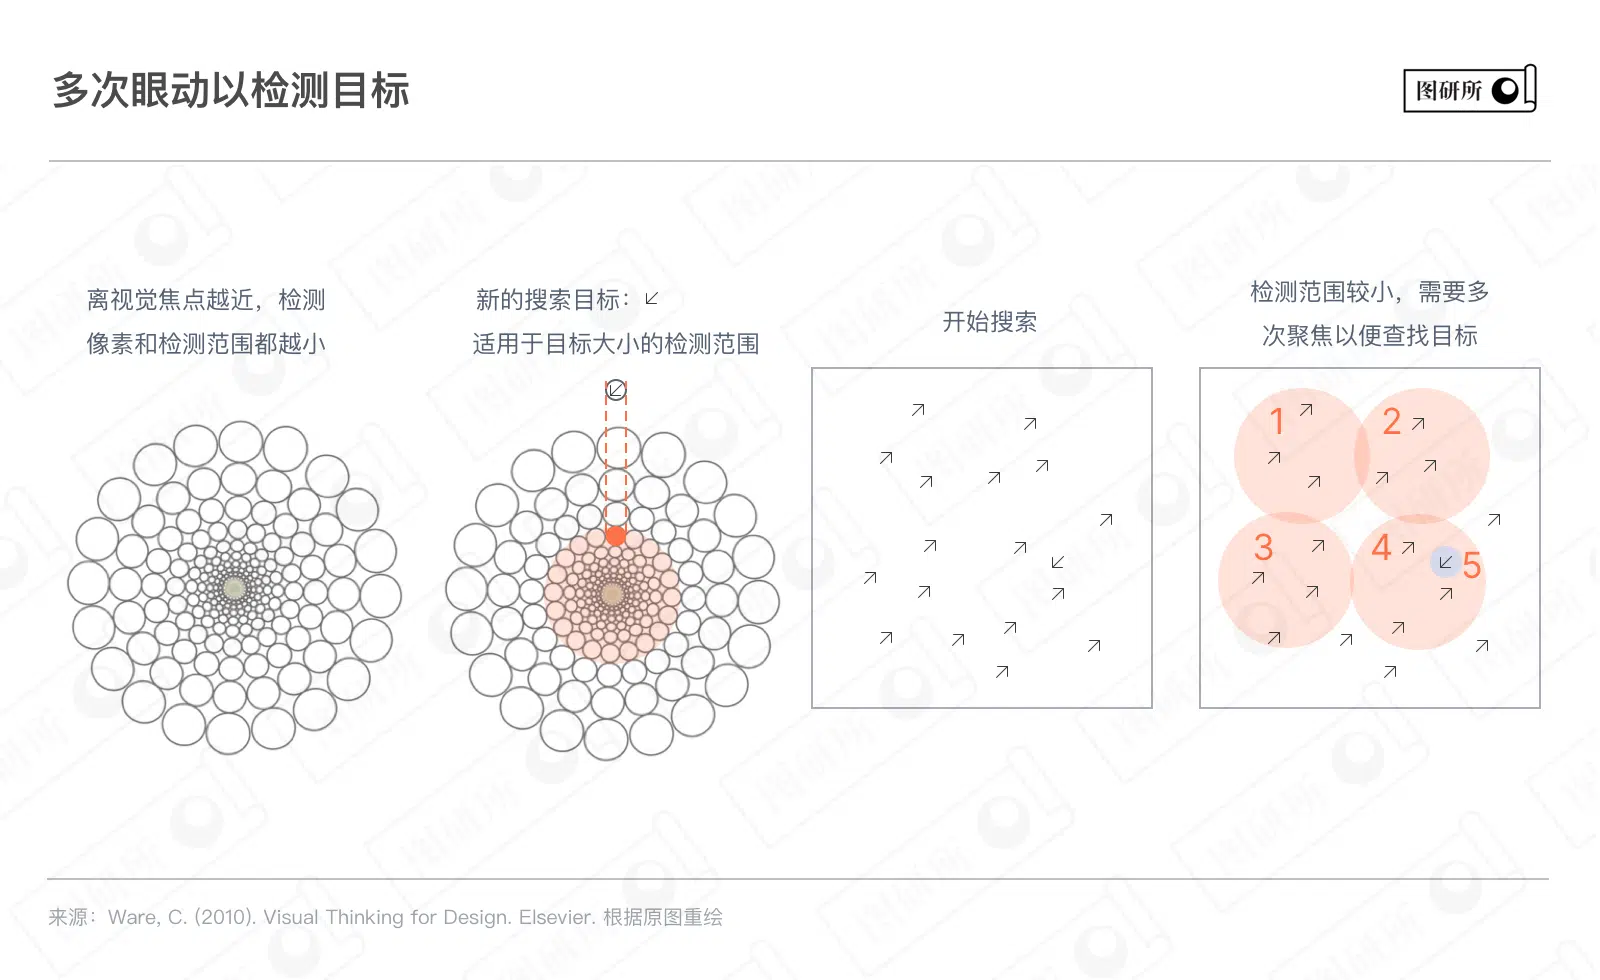 多次眼动以检测目标
图研所
离视觉焦点越近，检测
像素和检测范围都越小
新的搜索目标：
适用于目标大小的检测范围
开始搜索
检测范围较小，需要多
次聚焦以便查找目标
1
2
3
4
5
来源：Ware, C. (2010). Visual Thinking for Design. Elsevier. 根据原图重绘